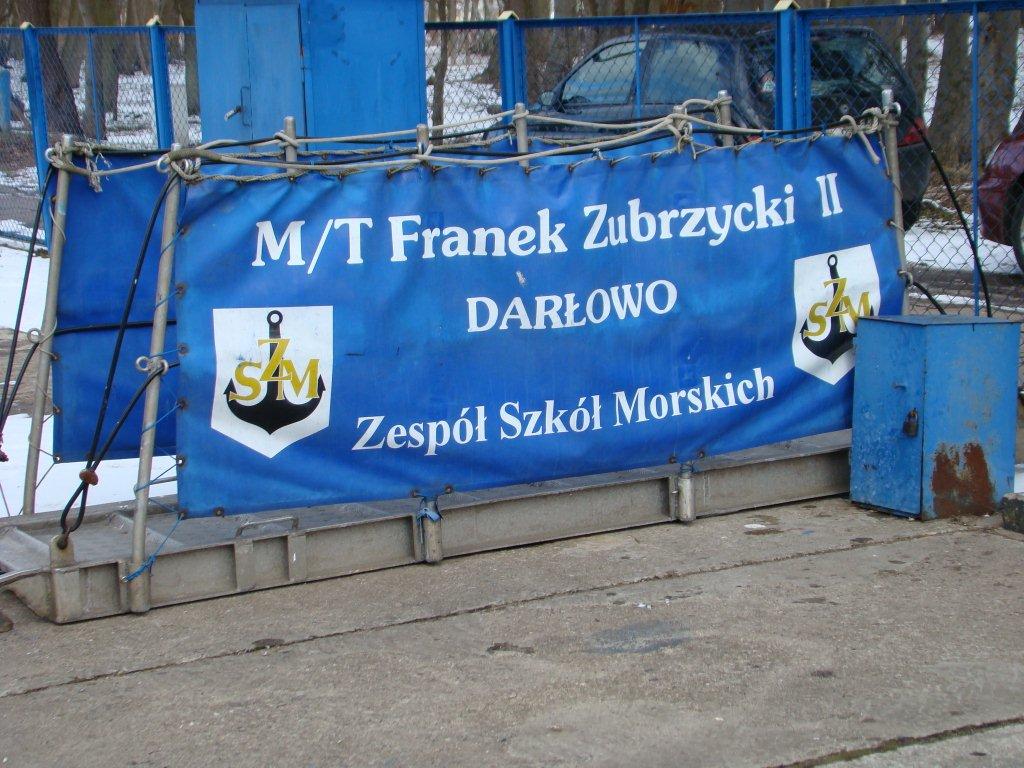 M/T Franek Zubrzycki II
DARŁOWO
SZM
SZM
Zespół Szkół Morskich